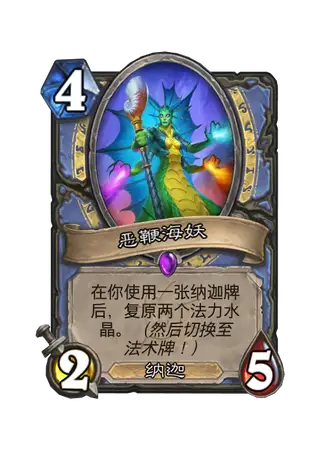 4
恶鞭海妖
在你使用一张纳迦牌
后，复原两个法力水
晶。（然后切换至
法术牌！）
2
纳迦
5